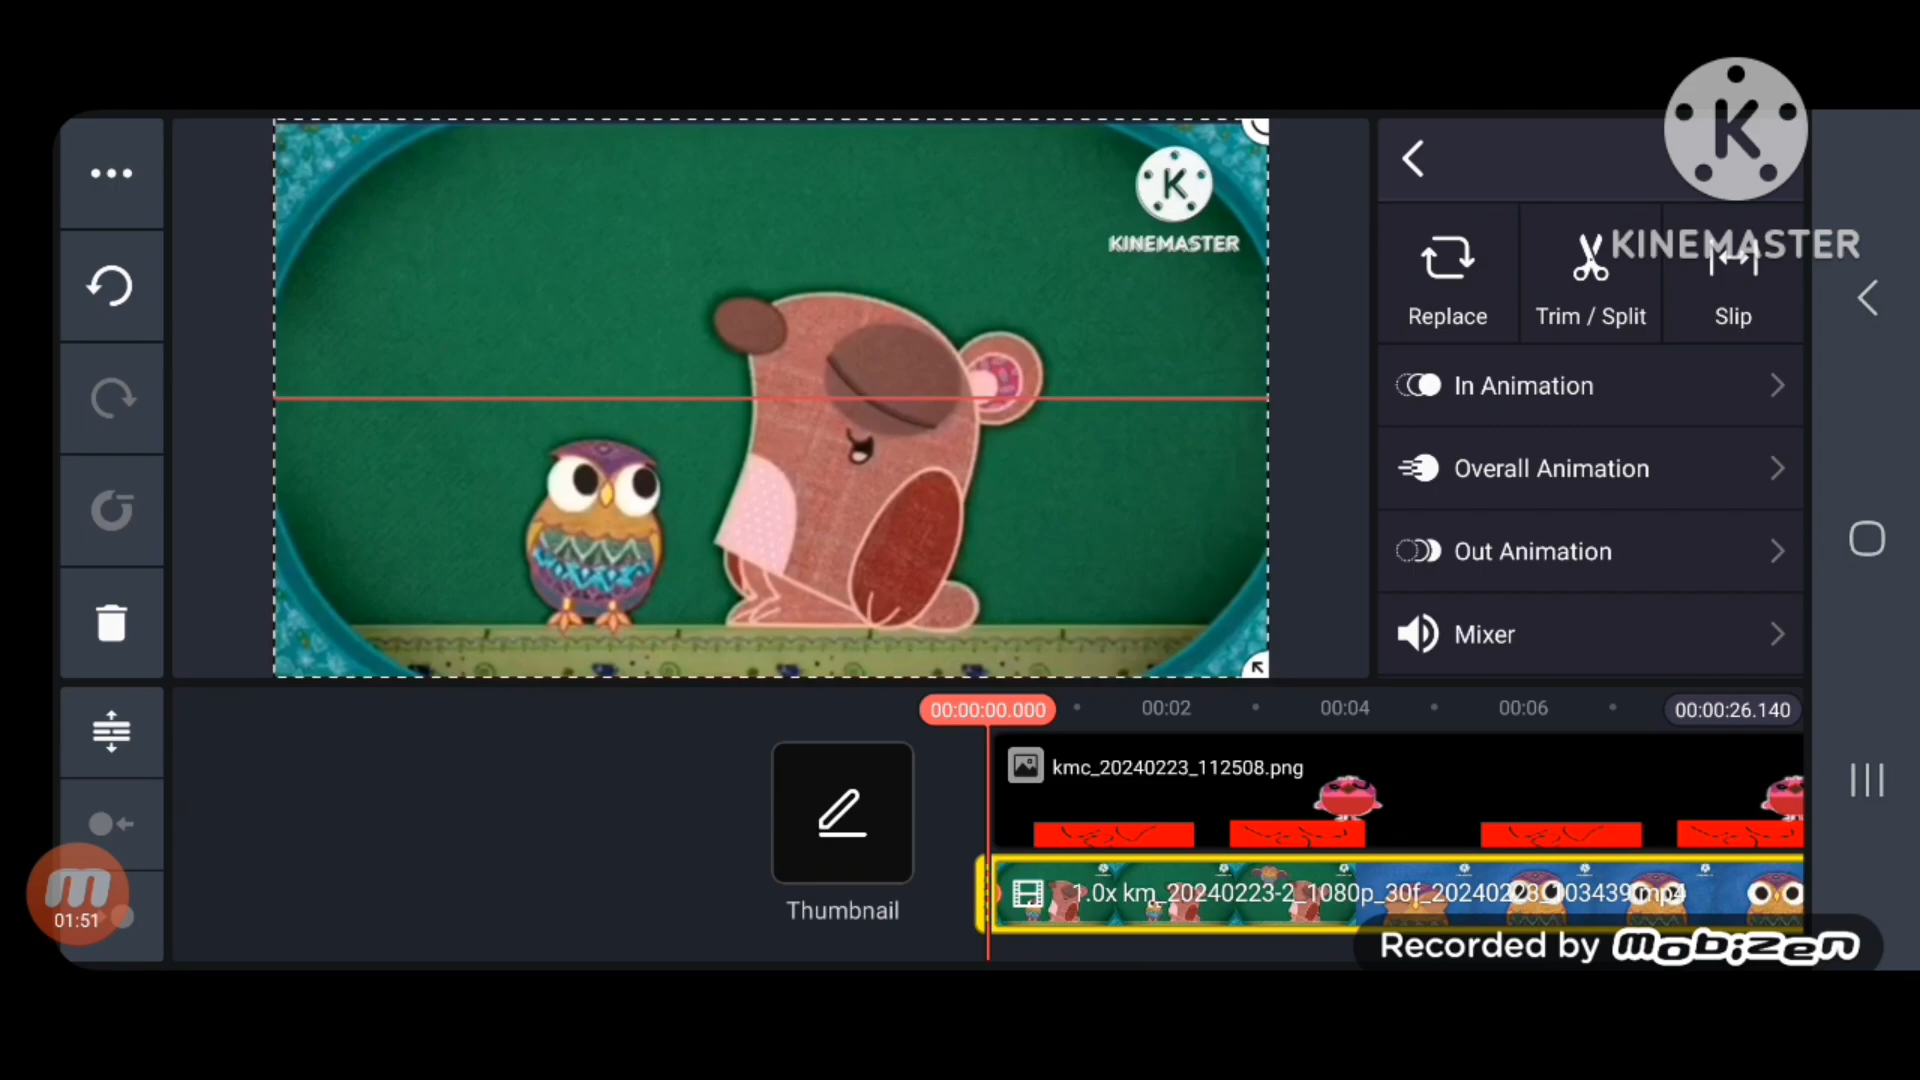 K
KINEMASTER
K
KINEMASTER
Replace
Trim / Split
Slip
In Animation
Overall Animation
Out Animation
Mixer
00:00:00.000
00:02
00:04
00:06
00:00:26.140
kmc_20240223_112508.png
Thumbnail
1.0x km_20240223-2_1080p_30f_20240228_003439.mp4
01:51
Recorded by mobizen